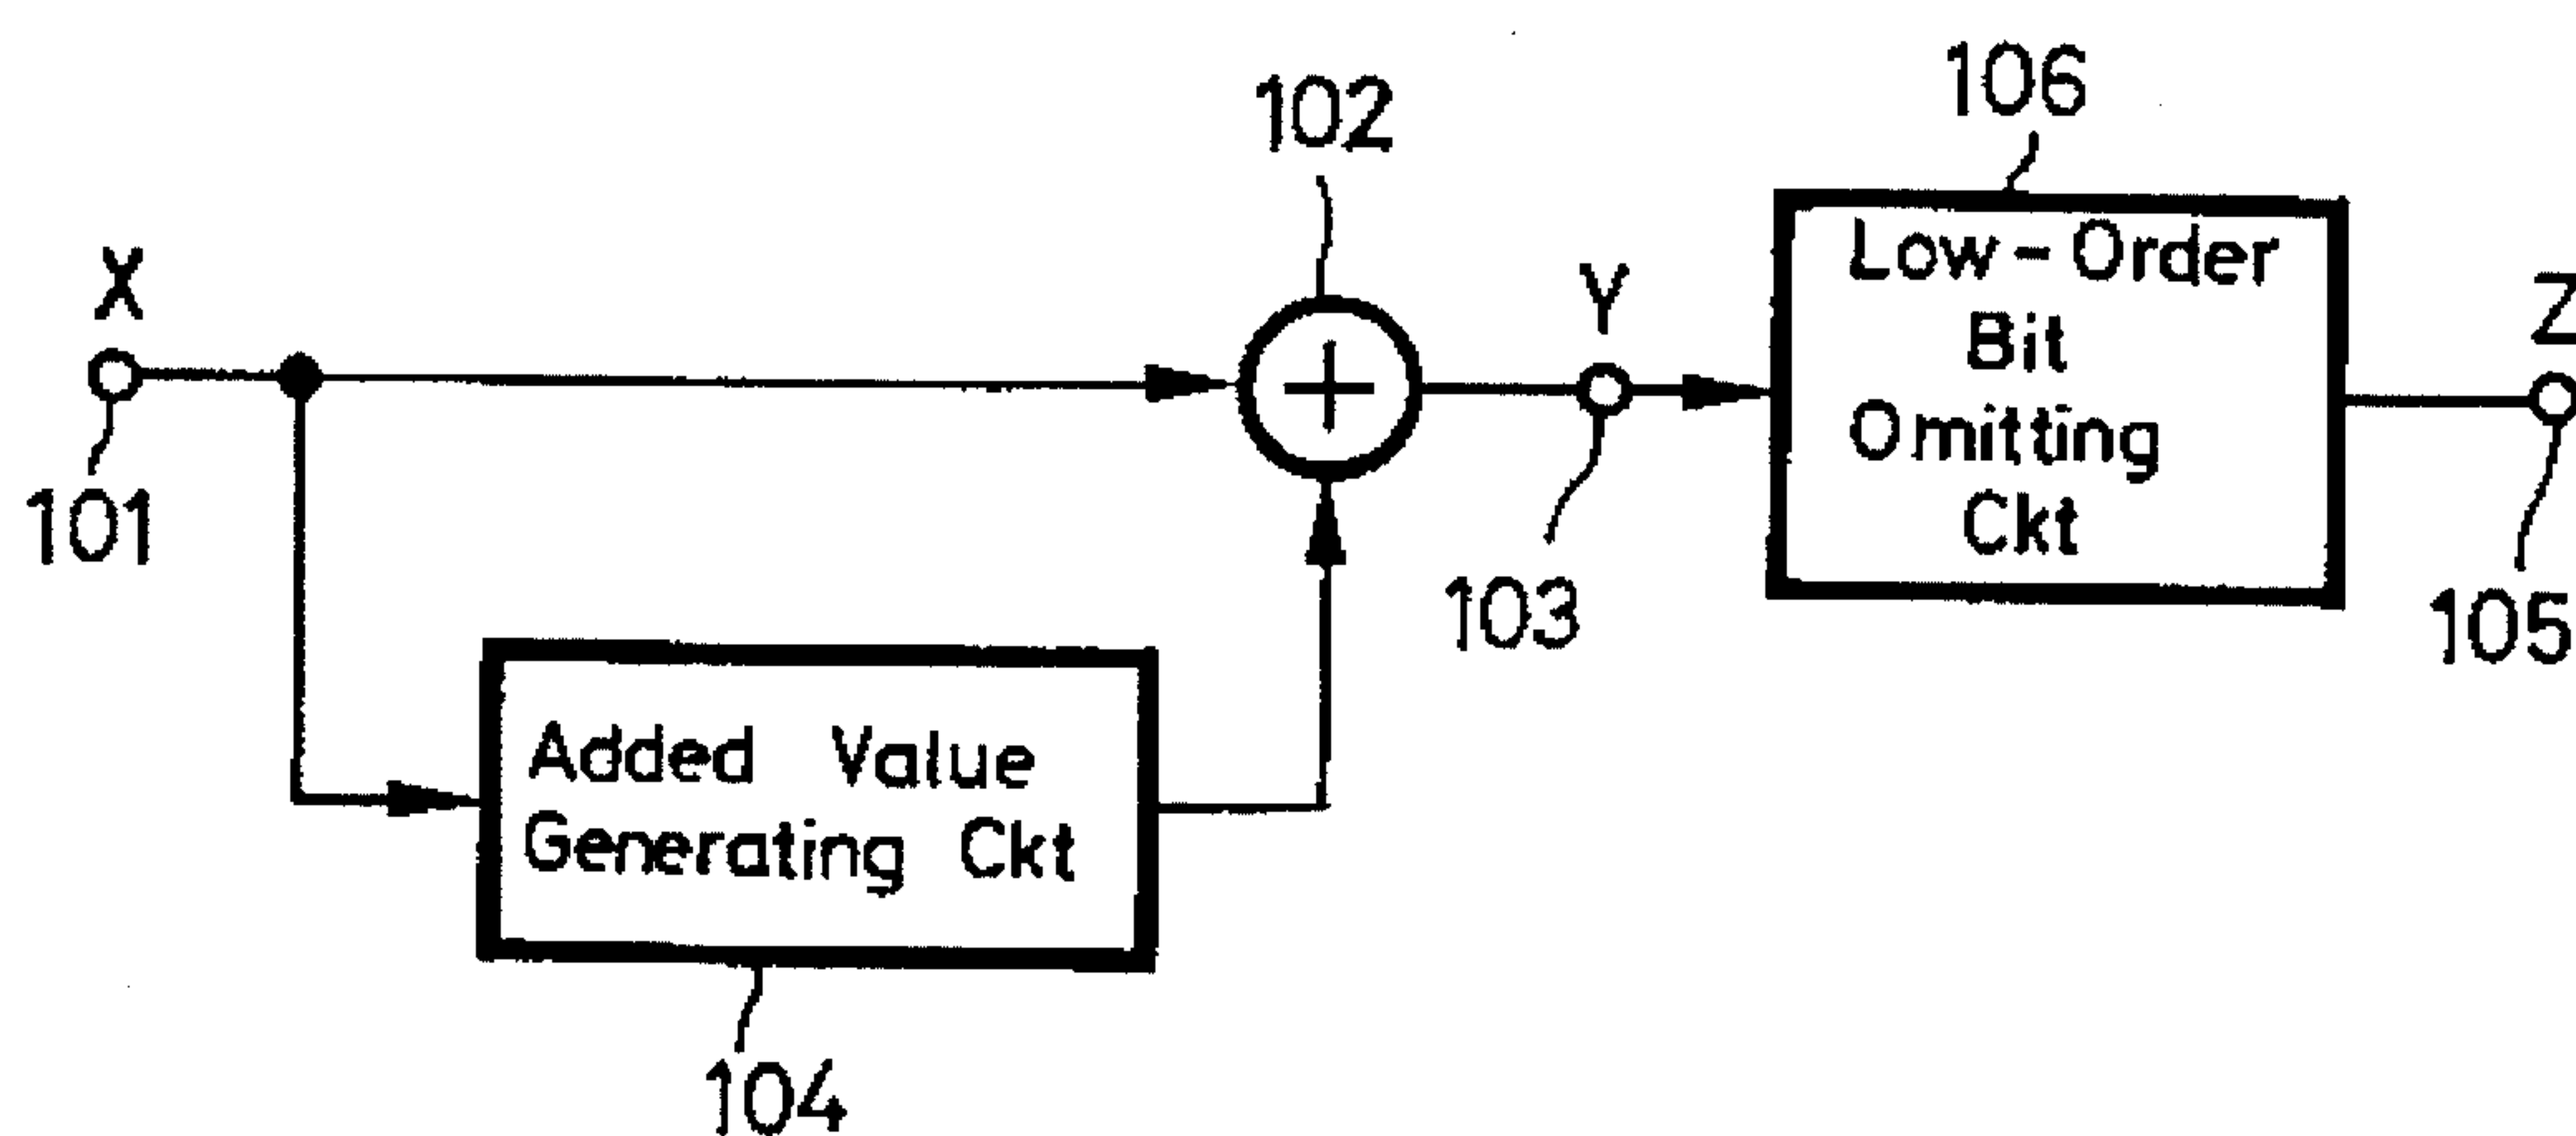 102
106
X
Y
Z
Low-Order
Bit
Omitting
Ckt
101
103
105
Added Value
Generating Ckt
104